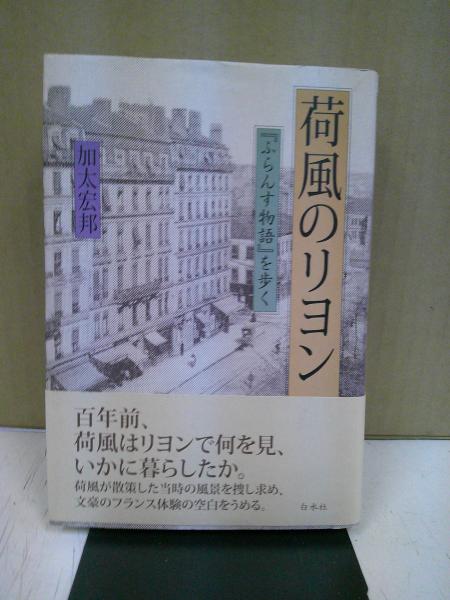 荷風のリヨン
『ふらんす物語』を歩く
加太宏邦
百年前、
荷風はリヨンで何を見、
いかに暮らしたか。
荷風が散策した当時の風景を捜し求め、
文豪のフランス体験の空白をうめる。
白水社